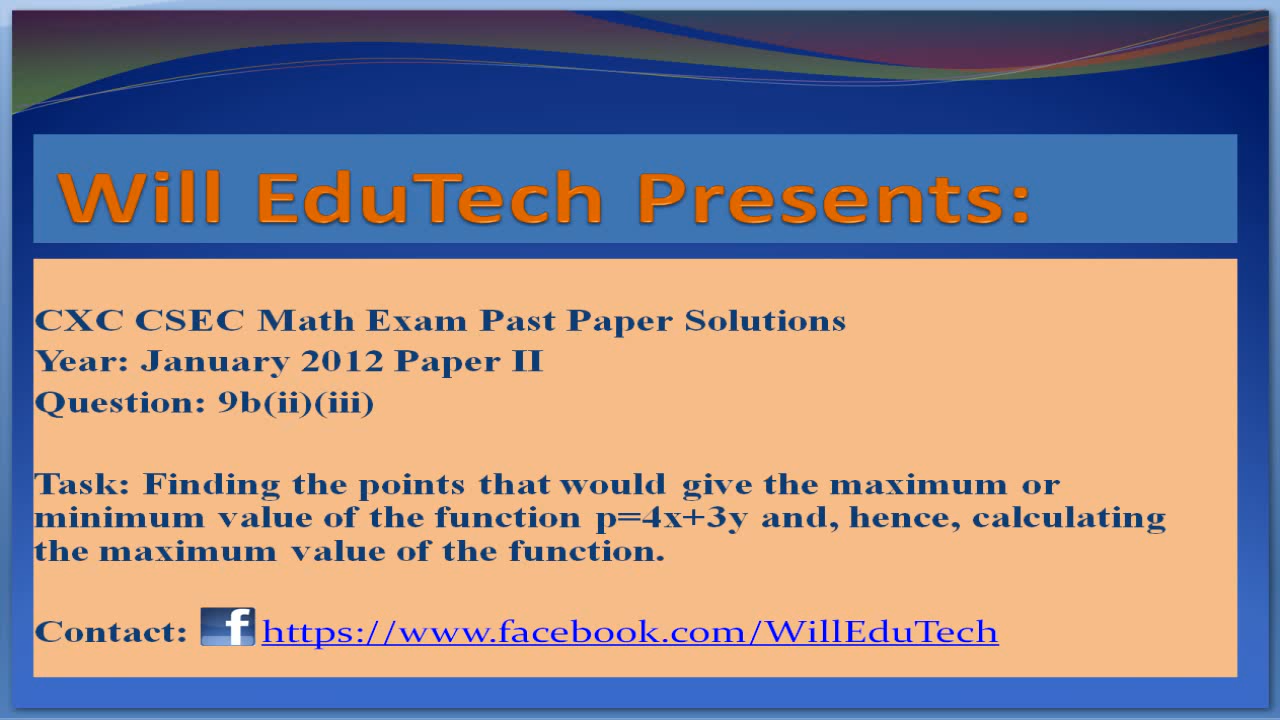 Will EduTech Presents:
CXC CSEC Math Exam Past Paper Solutions
Year: January 2012 Paper II
Question: 9b(ii)(iii)
Task: Finding the points that would give the maximum or
minimum value of the function p=4x+3y and, hence, calculating
the maximum value of the function.
Contact: f https://www.facebook.com/WillEduTech